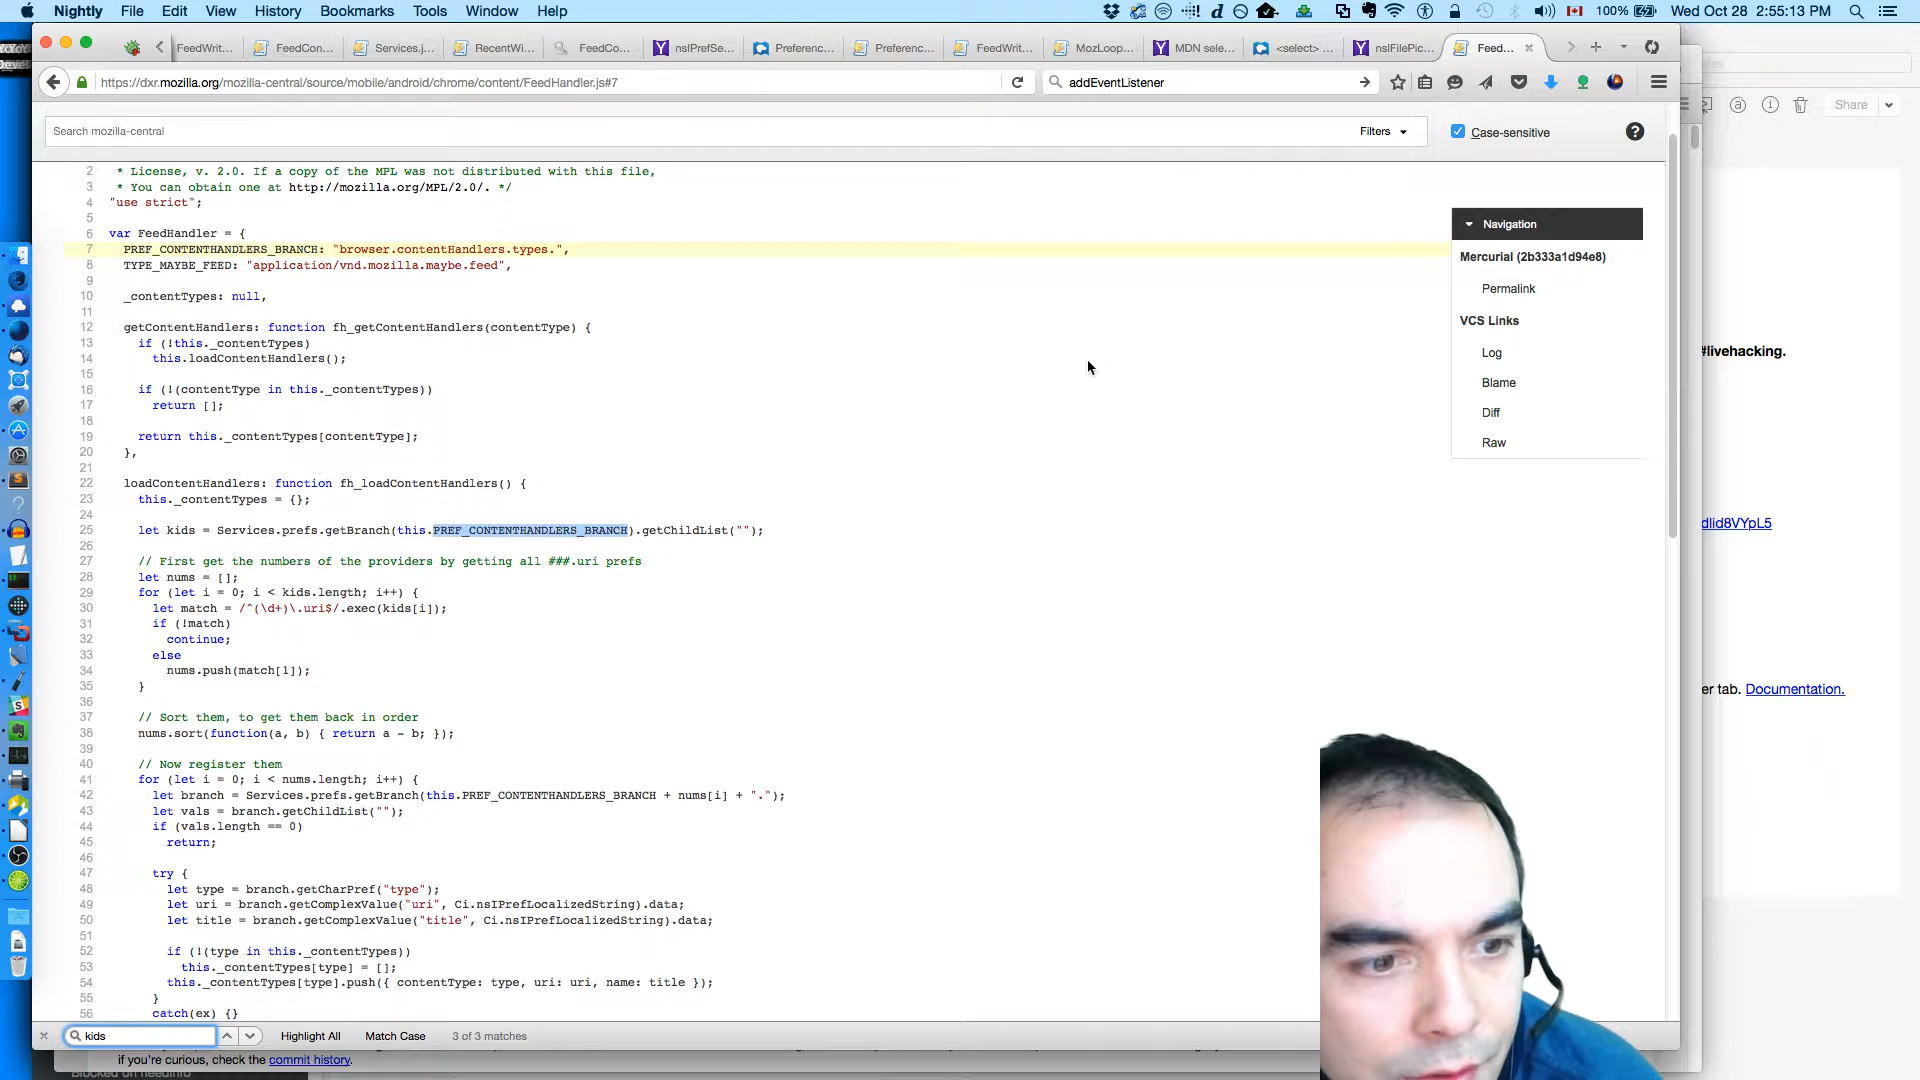 Nightly File Edit View History Bookmarks Tools Window Help
100% Wed Oct 28 2:55:13 PM
FeedWrit... FeedCon... Services.j... RecentWi... FeedCo... nsIPrefSe... Preferenc... Preferenc... FeedWrit... MozLoop... MDN sele... <select> ... nsIFilePic... Feed...
https://dxr.mozilla.org/mozilla-central/source/mobile/android/chrome/content/FeedHandler.js#7
addEventListener
Share
Search mozilla-central
Filters
Case-sensitive
2 * License, v. 2.0. If a copy of the MPL was not distributed with this file,
3 * You can obtain one at http://mozilla.org/MPL/2.0/. */
4 "use strict";
5
6 var FeedHandler = {
7 PREF_CONTENTHANDLERS_BRANCH: "browser.contentHandlers.types.",
8 TYPE_MAYBE_FEED: "application/vnd.mozilla.maybe.feed",
9
10 _contentTypes: null,
11
12 getContentHandlers: function fh_getContentHandlers(contentType) {
13 if (!this._contentTypes)
14 this.loadContentHandlers();
15
16 if (!(contentType in this._contentTypes))
17 return [];
18
19 return this._contentTypes[contentType];
20 },
21
22 loadContentHandlers: function fh_loadContentHandlers() {
23 this._contentTypes = {};
24
25 let kids = Services.prefs.getBranch(this.PREF_CONTENTHANDLERS_BRANCH).getChildList("");
26
27 // First get the numbers of the providers by getting all ###.uri prefs
28 let nums = [];
29 for (let i = 0; i < kids.length; i++) {
30 let match = /^(\d+)\.uri$/.exec(kids[i]);
31 if (!match)
32 continue;
33 else
34 nums.push(match[1]);
35 }
36
37 // Sort them, to get them back in order
38 nums.sort(function(a, b) { return a - b; });
39
40 // Now register them
41 for (let i = 0; i < nums.length; i++) {
42 let branch = Services.prefs.getBranch(this.PREF_CONTENTHANDLERS_BRANCH + nums[i] + ".");
43 let vals = branch.getChildList("");
44 if (vals.length == 0)
45 return;
46
47 try {
48 let type = branch.getCharPref("type");
49 let uri = branch.getComplexValue("uri", Ci.nsIPrefLocalizedString).data;
50 let title = branch.getComplexValue("title", Ci.nsIPrefLocalizedString).data;
51
52 if (!(type in this._contentTypes))
53 this._contentTypes[type] = [];
54 this._contentTypes[type].push({ contentType: type, uri: uri, name: title });
55 }
56 catch(ex) {}
Navigation
Mercurial (2b333a1d94e8)
Permalink
VCS Links
Log
Blame
Diff
Raw
#livehacking.
dlid8VYpL5
er tab. Documentation.
kids
Highlight All Match Case 3 of 3 matches
if you're curious, check the commit history.
Blocked on needinfo